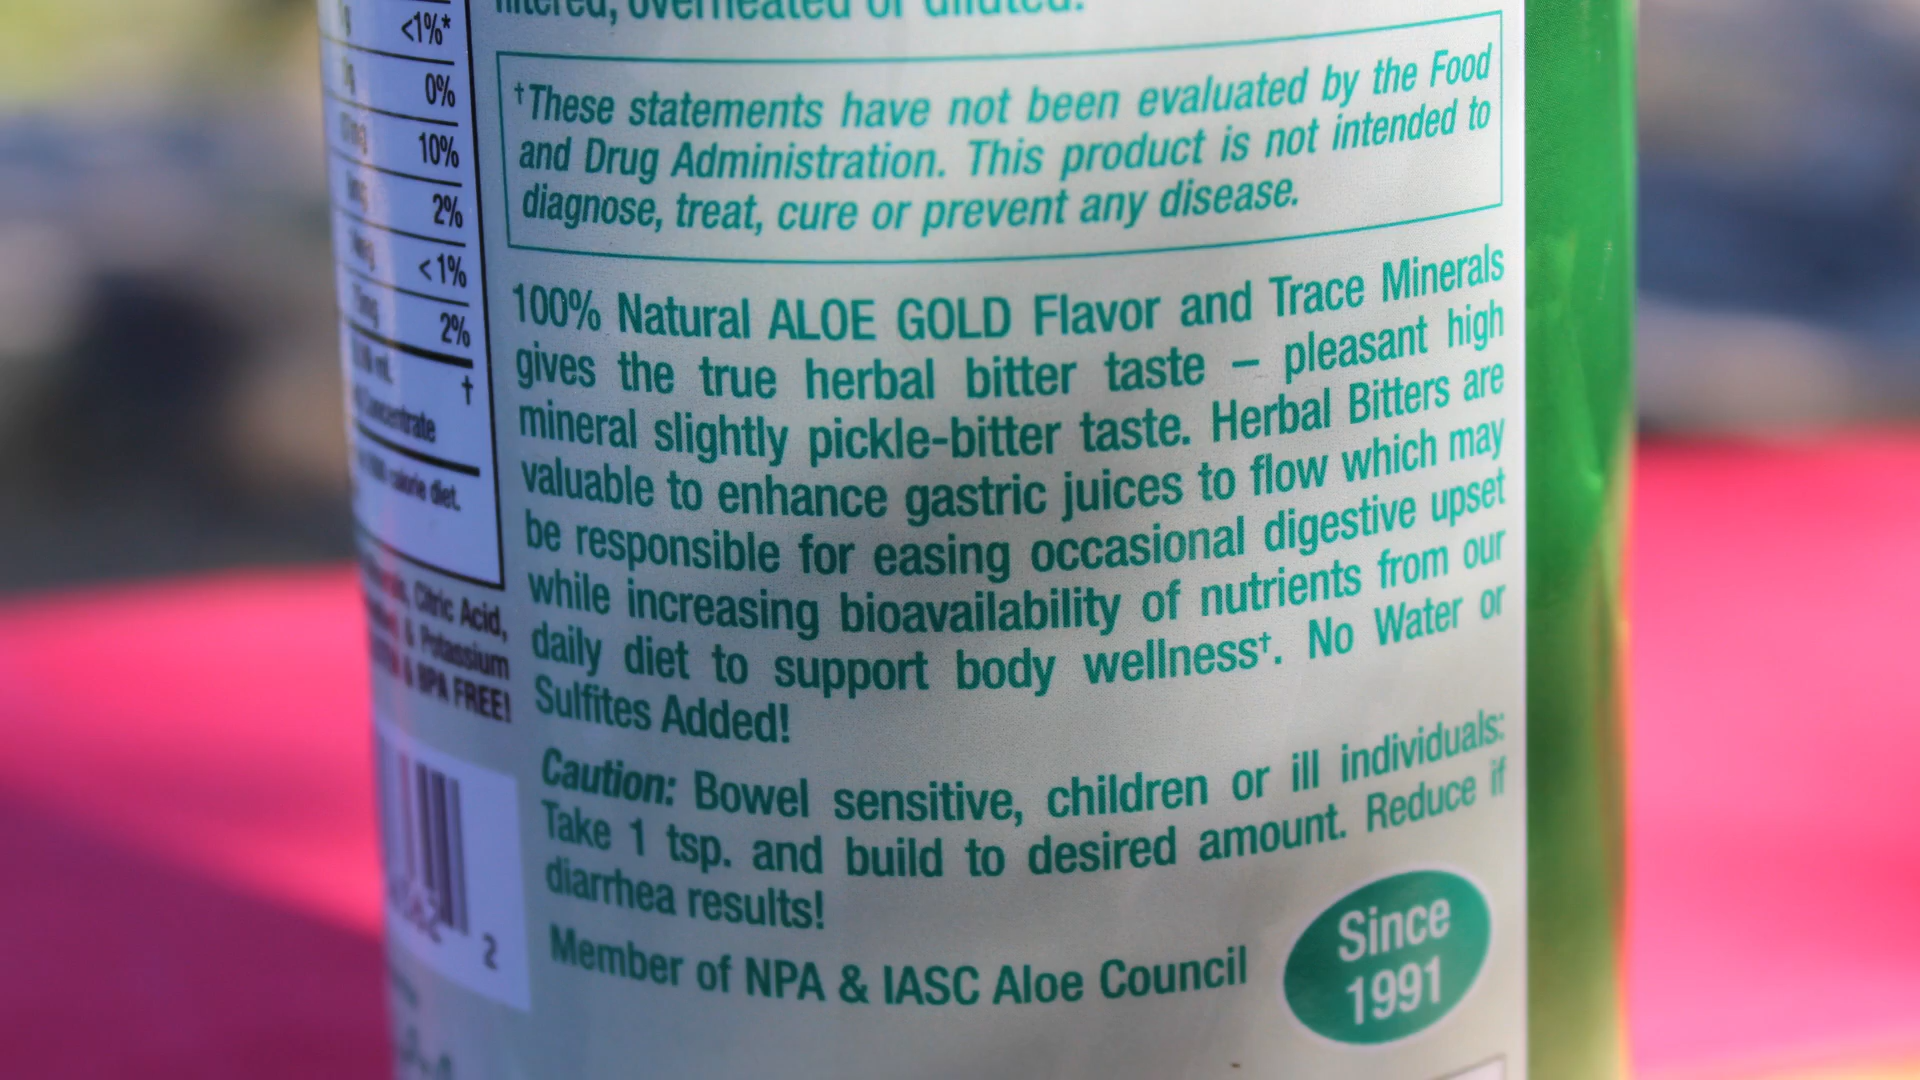 <1%*
0%
10%
2%
<1%
2%
†
calorie diet.
Citric Acid,
& Potassium
& BPA FREE!
2
filtered, overheated or diluted.
†These statements have not been evaluated by the Food
and Drug Administration. This product is not intended to
diagnose, treat, cure or prevent any disease.
100% Natural ALOE GOLD Flavor and Trace Minerals
gives the true herbal bitter taste – pleasant high
mineral slightly pickle-bitter taste. Herbal Bitters are
valuable to enhance gastric juices to flow which may
be responsible for easing occasional digestive upset
while increasing bioavailability of nutrients from our
daily diet to support body wellness†. No Water or
Sulfites Added!
Caution: Bowel sensitive, children or ill individuals:
Take 1 tsp. and build to desired amount. Reduce if
diarrhea results!
Member of NPA & IASC Aloe Council
Since
1991